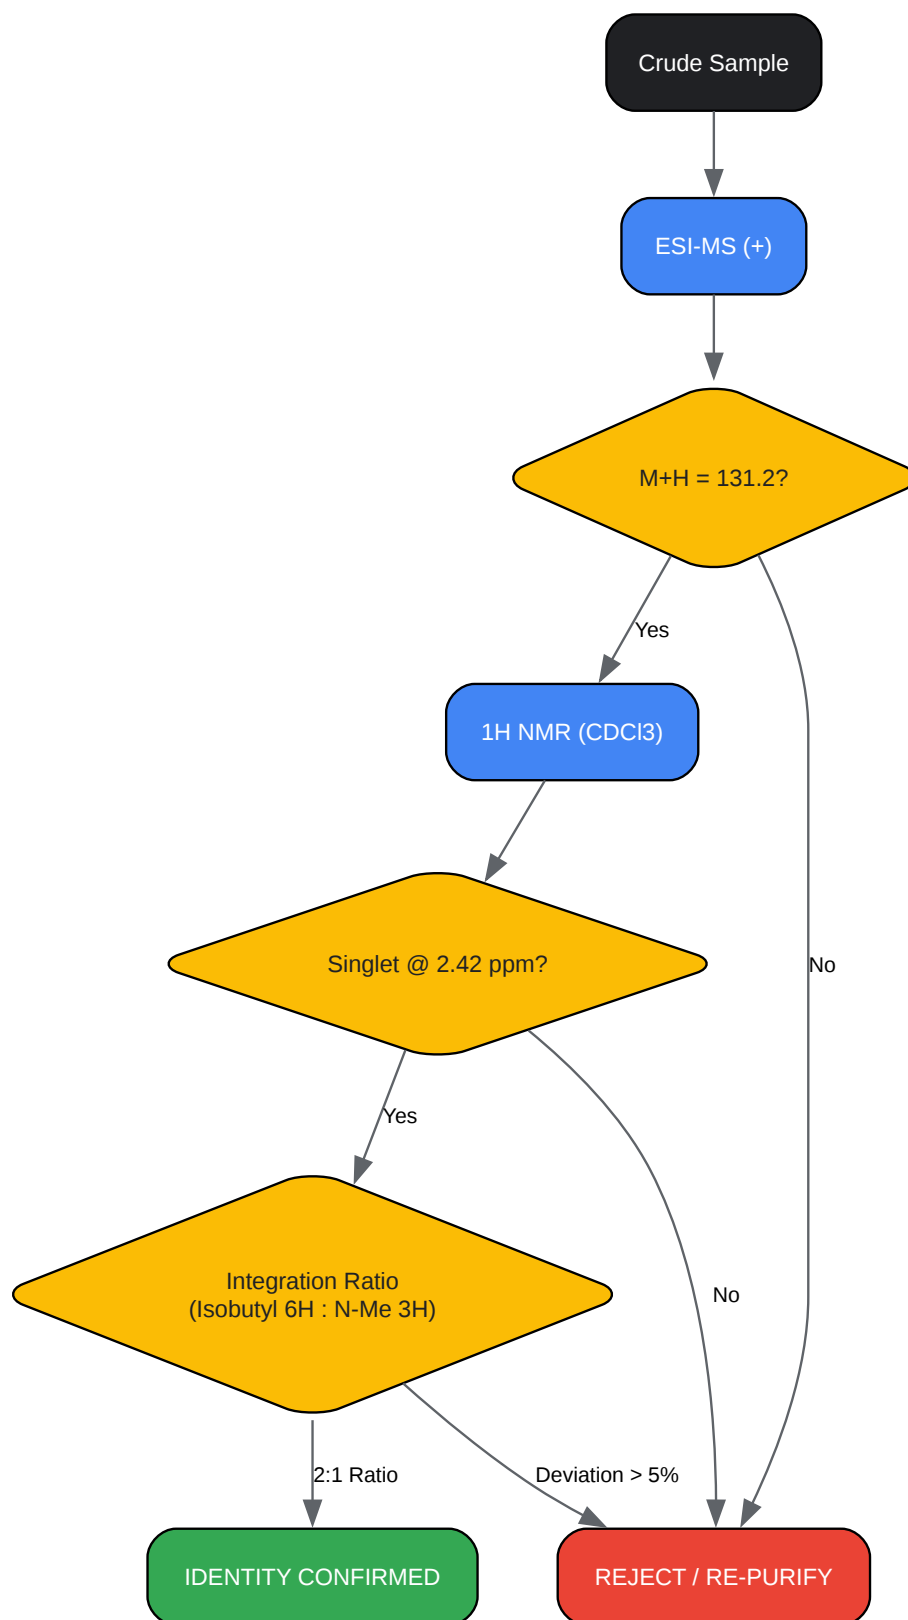 Crude Sample
ESI-MS (+)
M+H = 131.2?
Yes
1H NMR (CDCl3)
Singlet @ 2.42 ppm?
No
Yes
Integration Ratio
(Isobutyl 6H : N-Me 3H)
No
2:1 Ratio
Deviation > 5%
IDENTITY CONFIRMED
REJECT / RE-PURIFY